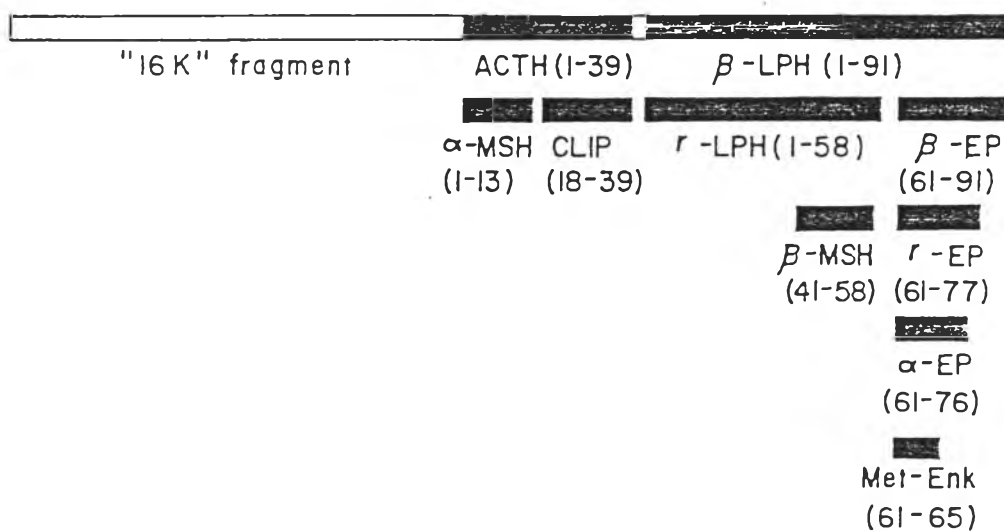 "16 K" fragment ACTH (1-39) β-LPH (1-91)
α-MSH CLIP r-LPH (1-58) β-EP
(1-13) (18-39) (61-91)
β-MSH r-EP
(41-58) (61-77)
α-EP
(61-76)
Met-Enk
(61-65)